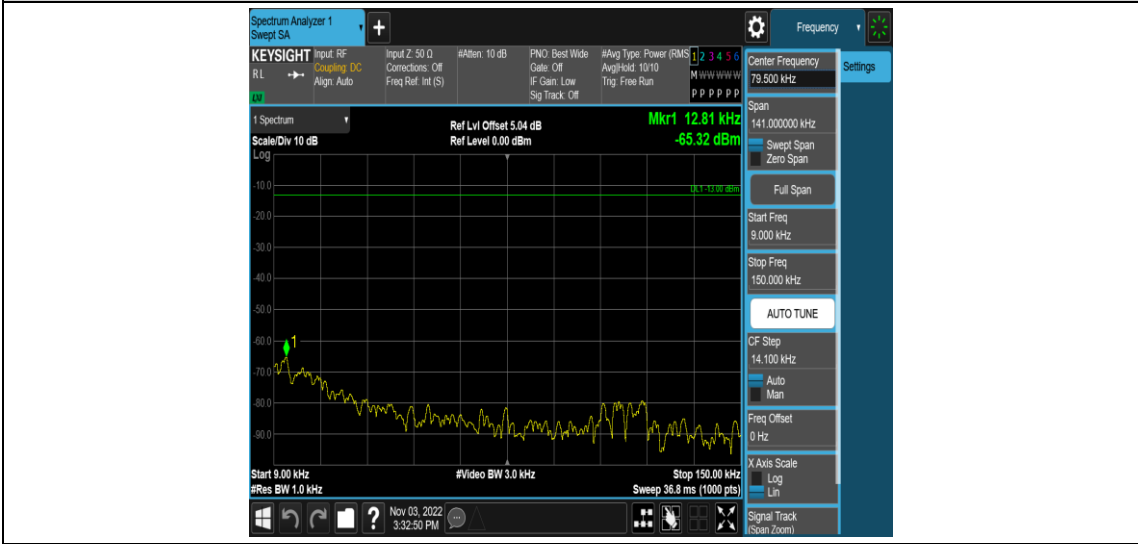 Spectrum Analyzer 1
Swept SA
+
Frequency
KEYSIGHT
RL
LXI
Input: RF
Coupling: DC
Align: Auto
Input Z: 50 Ω
Corrections: Off
Freq Ref: Int (S)
#Atten: 10 dB
PNO: Best Wide
Gate: Off
IF Gain: Low
Sig Track: Off
#Avg Type: Power (RMS
Avg|Hold: 10/10
Trig: Free Run
1 2 3 4 5 6
M W W W W W
P P P P P P
1 Spectrum
Scale/Div 10 dB
Log
Ref Lvl Offset 5.04 dB
Ref Level 0.00 dBm
Mkr1 12.81 kHz
-65.32 dBm
DL1 -13.00 dBm
-10.0
-20.0
-30.0
-40.0
-50.0
-60.0
-70.0
-80.0
-90.0
1
Start 9.00 kHz
#Res BW 1.0 kHz
#Video BW 3.0 kHz
Stop 150.00 kHz
Sweep 36.8 ms (1000 pts)
?
Nov 03, 2022
3:32:50 PM
Center Frequency
79.500 kHz
Span
141.000000 kHz
Swept Span
Zero Span
Full Span
Start Freq
9.000 kHz
Stop Freq
150.000 kHz
AUTO TUNE
CF Step
14.100 kHz
Auto
Man
Freq Offset
0 Hz
X Axis Scale
Log
Lin
Signal Track
(Span Zoom)
Settings